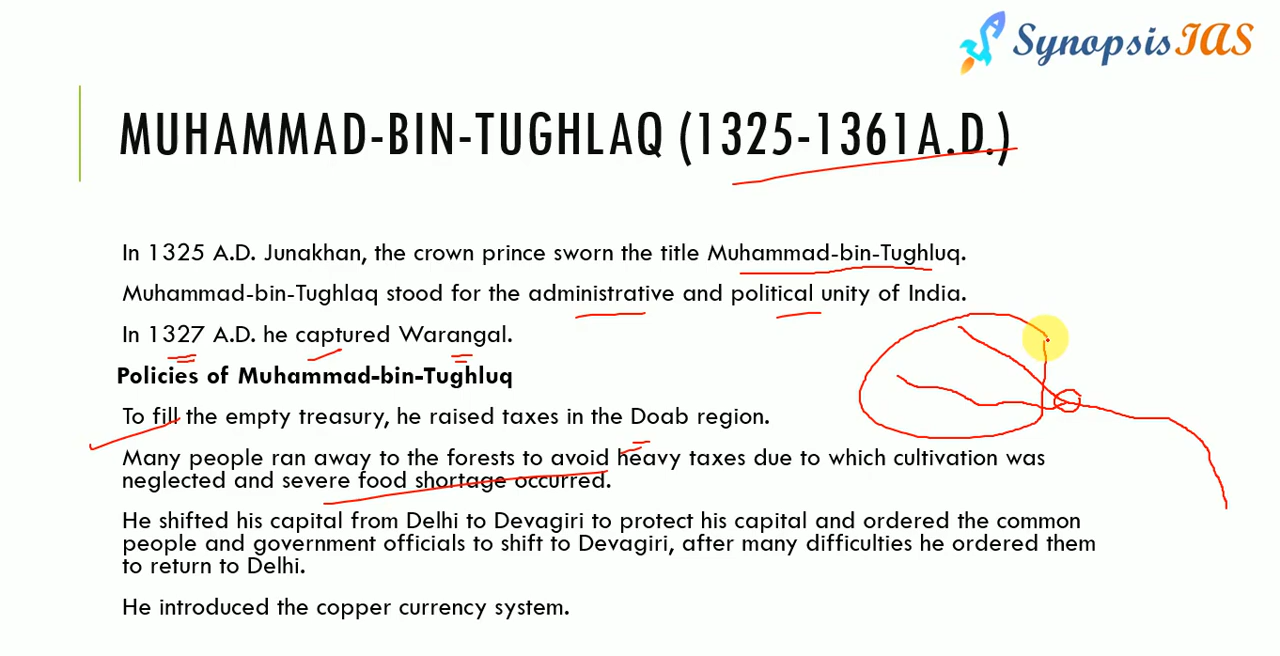 SynopsisIAS
MUHAMMAD-BIN-TUGHLAQ (1325-1361A.D.)
In 1325 A.D. Junakhan, the crown prince sworn the title Muhammad-bin-Tughluq.
Muhammad-bin-Tughlaq stood for the administrative and political unity of India.
In 1327 A.D. he captured Warangal.
Policies of Muhammad-bin-Tughluq
To fill the empty treasury, he raised taxes in the Doab region.
Many people ran away to the forests to avoid heavy taxes due to which cultivation was
neglected and severe food shortage occurred.
He shifted his capital from Delhi to Devagiri to protect his capital and ordered the common
people and government officials to shift to Devagiri, after many difficulties he ordered them
to return to Delhi.
He introduced the copper currency system.